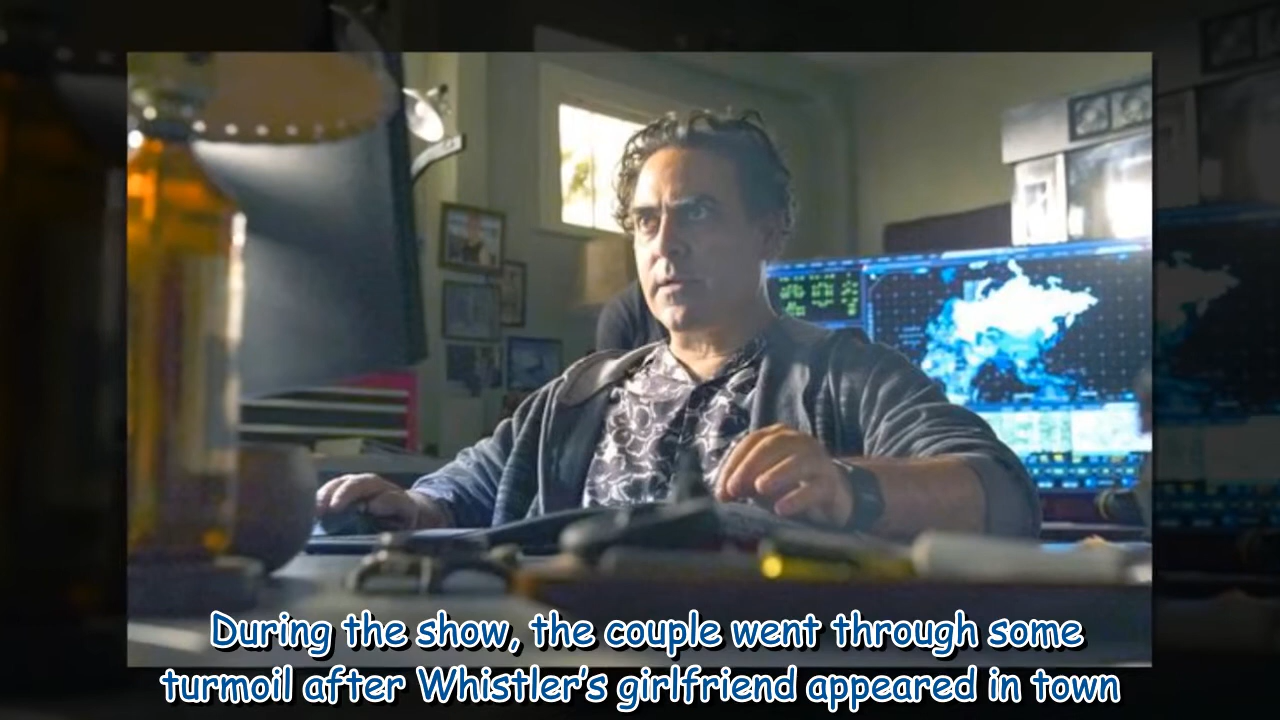 During the show, the couple went through some
turmoil after Whistler's girlfriend appeared in town